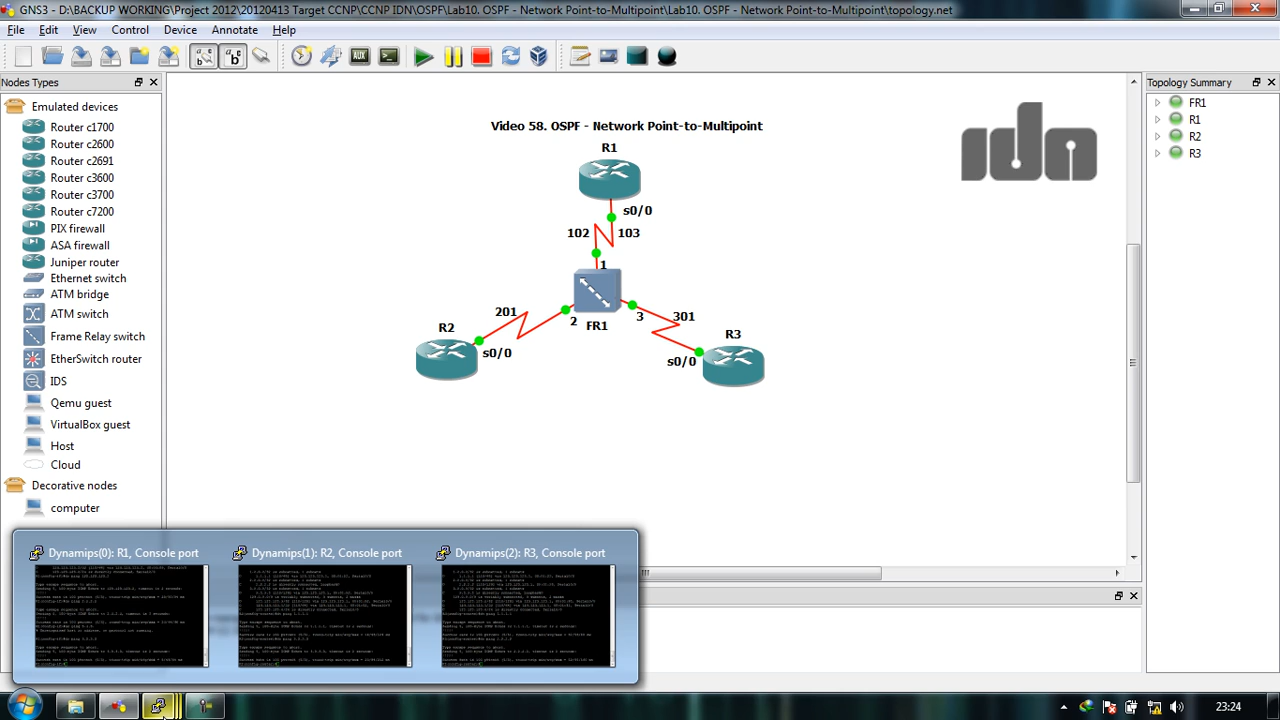 GNS3 — D:\BACKUP WORKING\Project 2012\20120413 Target CCNP\CCNP IDN\OSPF\Lab10. OSPF - Network Point-to-Multipoint\Lab10. OSPF - Network Point-to-Multipoint\topology.net
File Edit View Control Device Annotate Help
Nodes Types
Topology Summary
Emulated devices
Router c1700
Router c2600
Router c2691
Router c3600
Router c3700
Router c7200
PIX firewall
ASA firewall
Juniper router
Ethernet switch
ATM bridge
ATM switch
Frame Relay switch
EtherSwitch router
IDS
Qemu guest
VirtualBox guest
Host
Cloud
Decorative nodes
computer
Video 58. OSPF - Network Point-to-Multipoint
idn
R1
s0/0
102 103
1
201
301
2
FR1
3
R2
s0/0
R3
s0/0
FR1
R1
R2
R3
Dynamips(0): R1, Console port
Dynamips(1): R2, Console port
Dynamips(2): R3, Console port
23:24